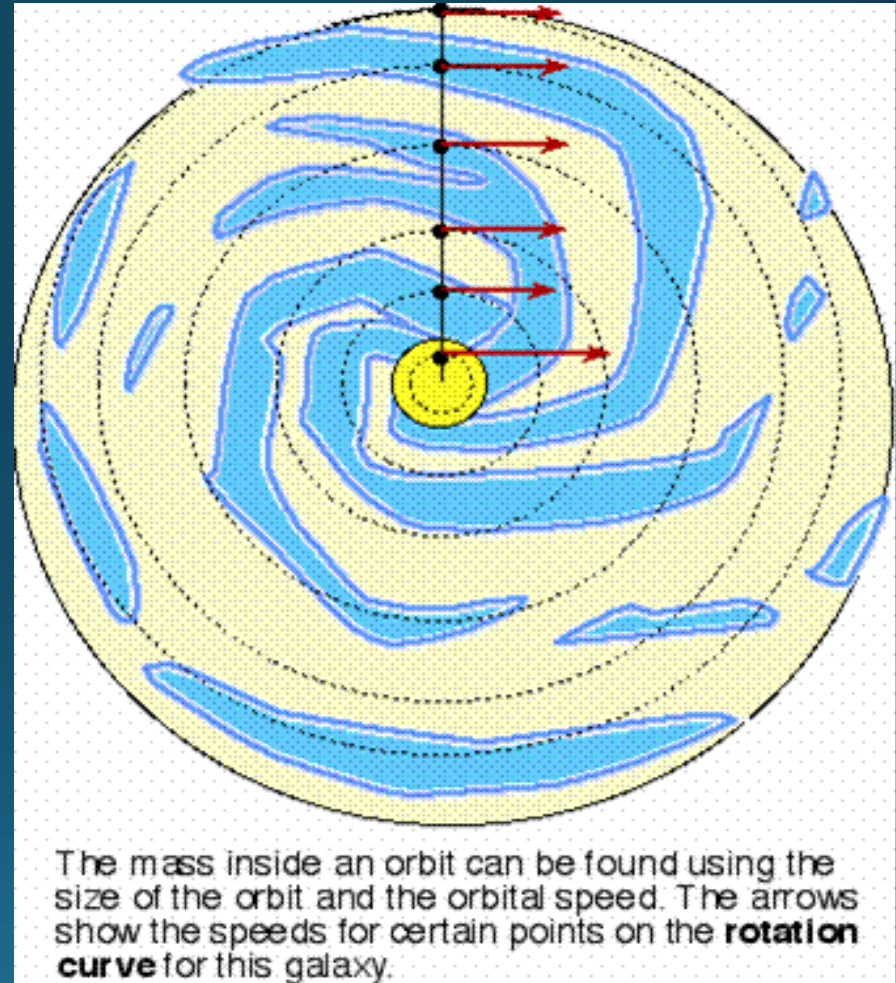 The mass inside an orbit can be found using the
size of the orbit and the orbital speed. The arrows
show the speeds for certain points on the rotation
curve for this galaxy.